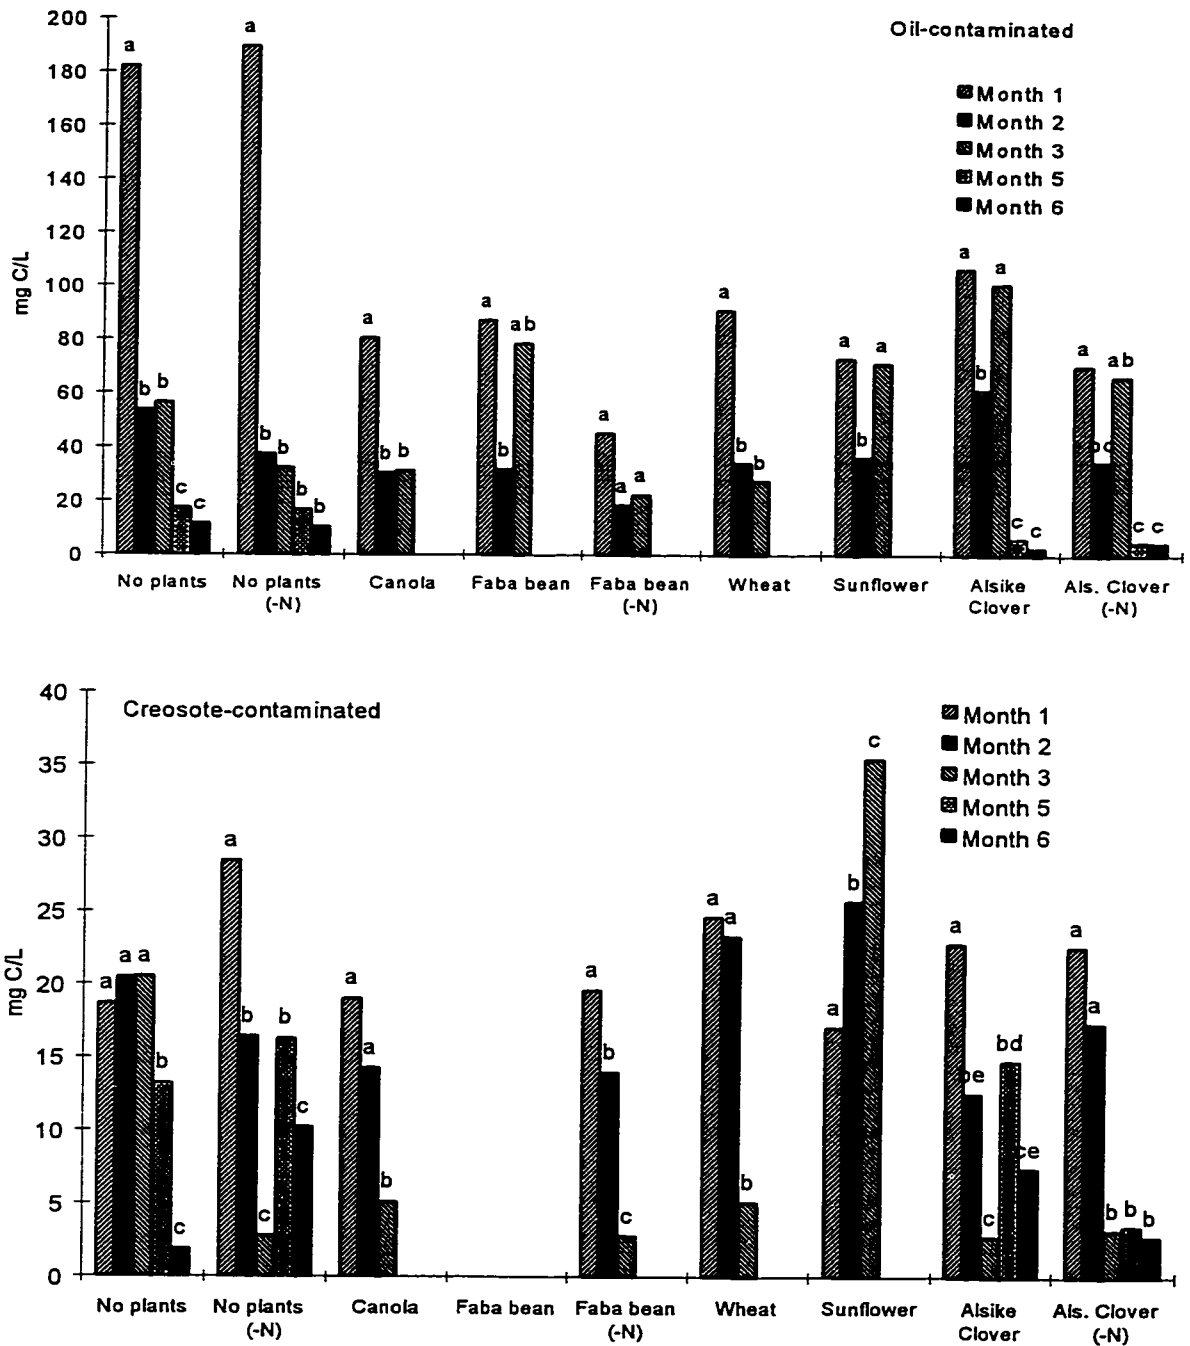 Oil-contaminated
Month 1
Month 2
Month 3
Month 5
Month 6
mg C/L
200
180
160
140
120
100
80
60
40
20
0
a b b c c
a b b b b
a b b
a b a b
a a a
a b b
a b a
a b a c c
a b c a b c c
No plants
No plants
(-N)
Canola
Faba bean
Faba bean
(-N)
Wheat
Sunflower
Alsike
Clover
Als. Clover
(-N)
Creosote-contaminated
Month 1
Month 2
Month 3
Month 5
Month 6
mg C/L
40
35
30
25
20
15
10
5
0
a a a b c
a b c b c
a a b
a b c
a a b
a b c
a be c bd ce
a a b b b
No plants
No plants
(-N)
Canola
Faba bean
Faba bean
(-N)
Wheat
Sunflower
Alsike
Clover
Als. Clover
(-N)